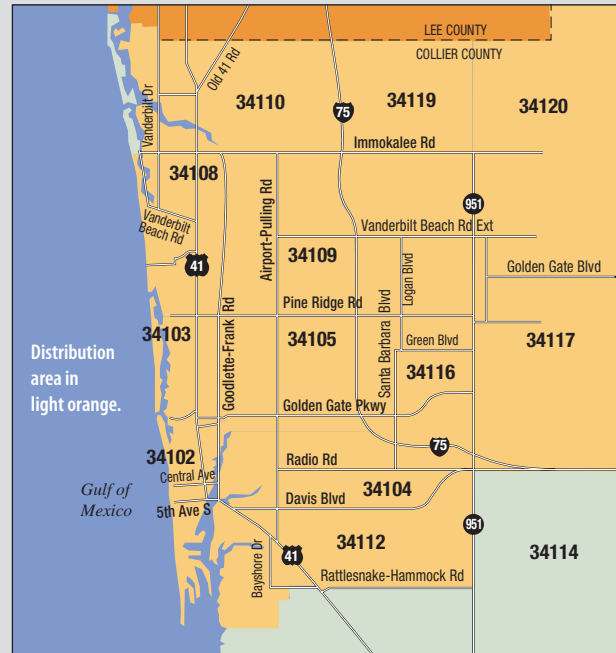 LEE COUNTY
COLLIER COUNTY
Old 41 Rd
Vanderbilt Dr
34110
34119
34120
75
Immokalee Rd
34108
951
Vanderbilt
Beach Rd
Vanderbilt Beach Rd Ext
Airport-Pulling Rd
34109
Logan Blvd
41
Golden Gate Blvd
Pine Ridge Rd
Santa Barbara Blvd
Goodlette-Frank Rd
34103
34105
Green Blvd
34117
Distribution
area in
light orange.
34116
Golden Gate Pkwy
75
34102
Radio Rd
Central Ave
Gulf of
Mexico
34104
5th Ave S
Davis Blvd
951
Bayshore Dr
41
34112
34114
Rattlesnake-Hammock Rd